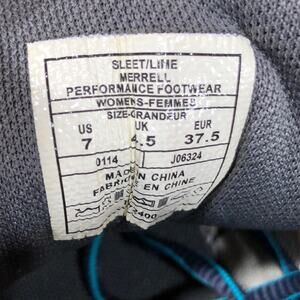 SLEET/LIME
MERRELL
PERFORMANCE FOOTWEAR
WOMENS-FEMMES
SIZE-GRANDEUR
US UK EUR
7 4.5 37.5
0114 J06324
MADE IN CHINA
EN CHINE